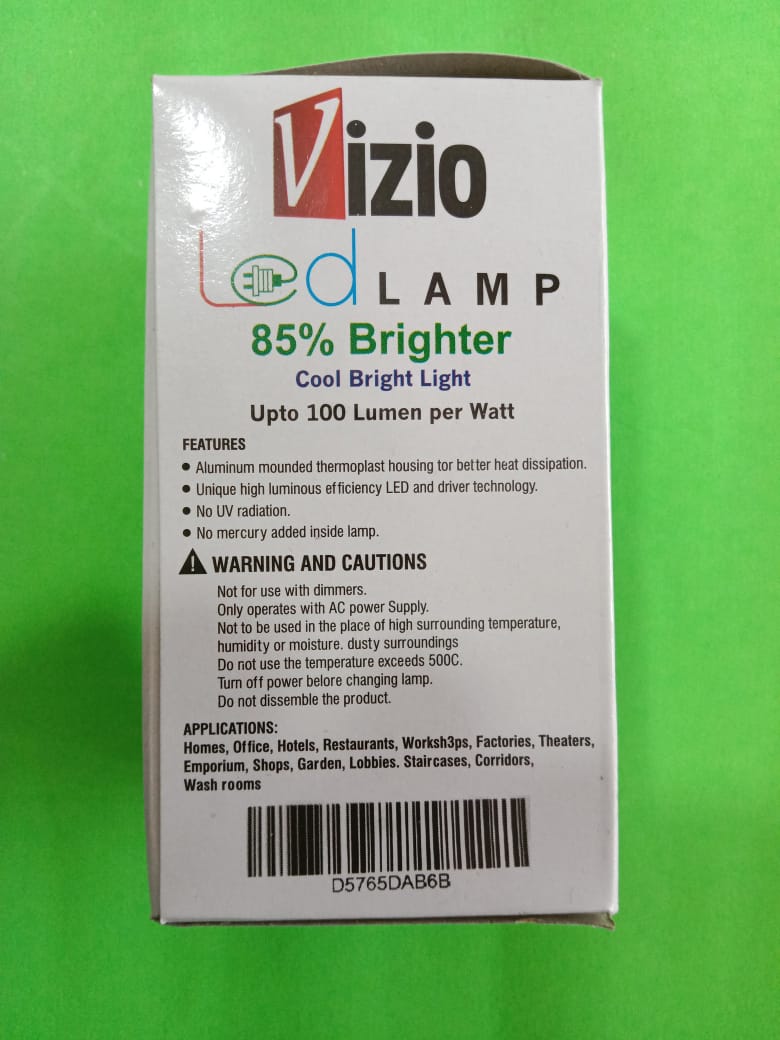 Vizio
Led LAMP
85% Brighter
Cool Bright Light
Upto 100 Lumen per Watt
FEATURES
• Aluminum mounded thermoplast housing tor better heat dissipation.
• Unique high luminous efficiency LED and driver technology.
• No UV radiation.
• No mercury added inside lamp.
WARNING AND CAUTIONS
Not for use with dimmers.
Only operates with AC power Supply.
Not to be used in the place of high surrounding temperature,
humidity or moisture. dusty surroundings
Do not use the temperature exceeds 500C.
Turn off power belore changing lamp.
Do not dissemble the product.
APPLICATIONS:
Homes, Office, Hotels, Restaurants, Worksh3ps, Factories, Theaters,
Emporium, Shops, Garden, Lobbies. Staircases, Corridors,
Wash rooms
D5765DAB6B